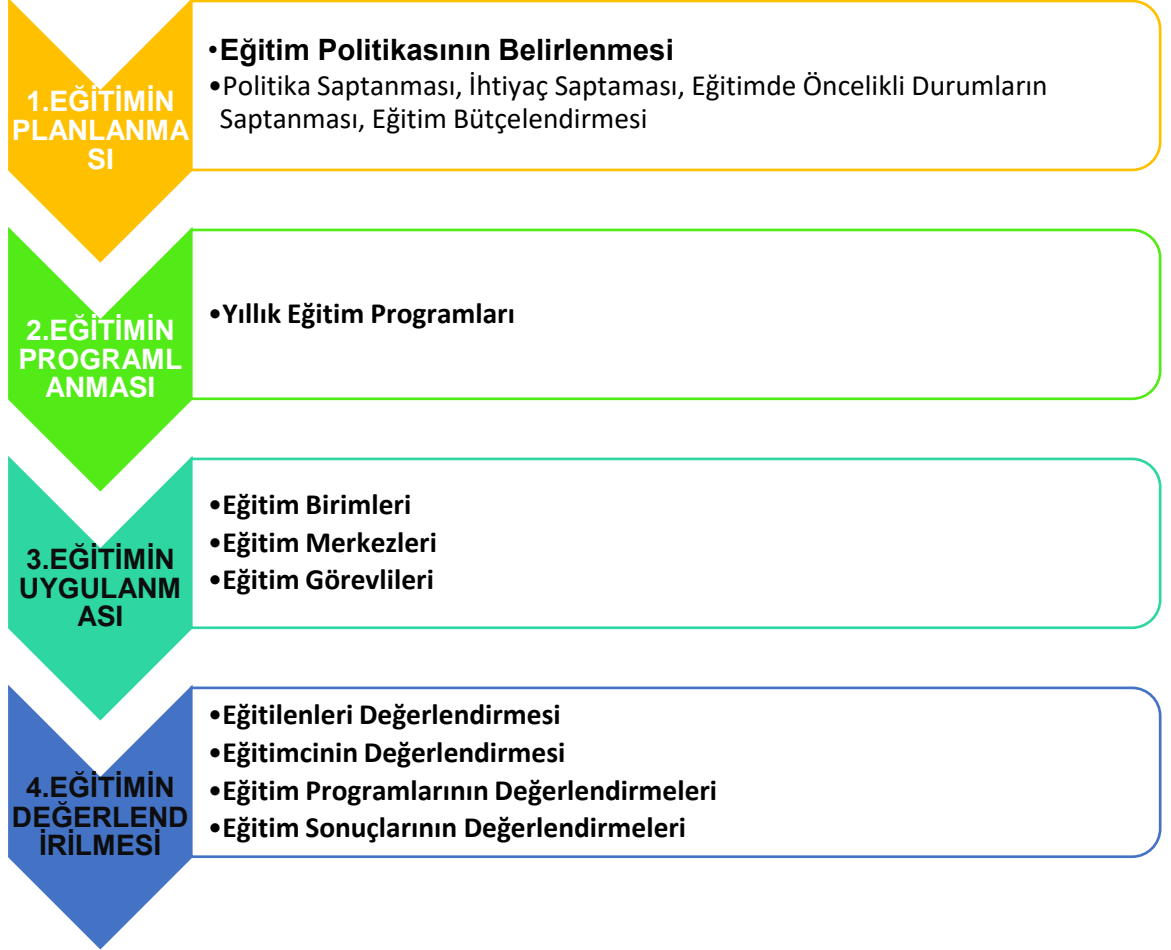 1.EĞİTİMİN
PLANLANMA
SI
•Eğitim Politikasının Belirlenmesi
•Politika Saptanması, İhtiyaç Saptaması, Eğitimde Öncelikli Durumların
Saptanması, Eğitim Bütçelendirmesi
2.EĞİTİMİN
PROGRAML
ANMASI
•Yıllık Eğitim Programları
3.EĞİTİMİN
UYGULANM
ASI
•Eğitim Birimleri
•Eğitim Merkezleri
•Eğitim Görevlileri
4.EĞİTİMİN
DEĞERLEND
İRİLMESİ
•Eğitilenleri Değerlendirmesi
•Eğitimcinin Değerlendirmesi
•Eğitim Programlarının Değerlendirmeleri
•Eğitim Sonuçlarının Değerlendirmeleri